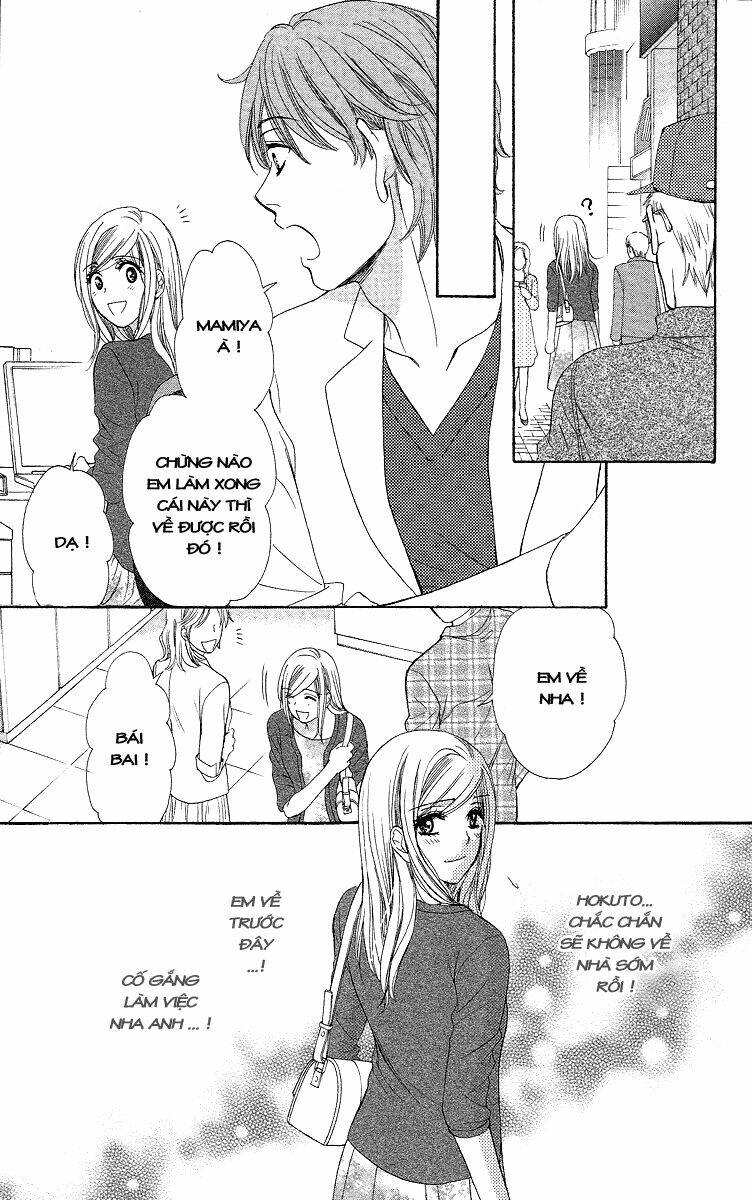 MAMIYA
À !
CHỪNG NÀO
EM LÀM XONG
CÁI NÀY THÌ
VỀ ĐƯỢC RỒI
ĐÓ !
DẠ !
?
EM VỀ
NHA !
BÁI
BAI !
HOKUTO...
CHẮC CHẮN
SẼ KHÔNG VỀ
NHÀ SỚM
RỒI !
EM VỀ
TRƯỚC
ĐÂY
...!
CỐ GẮNG
LÀM VIỆC
NHA ANH ... !